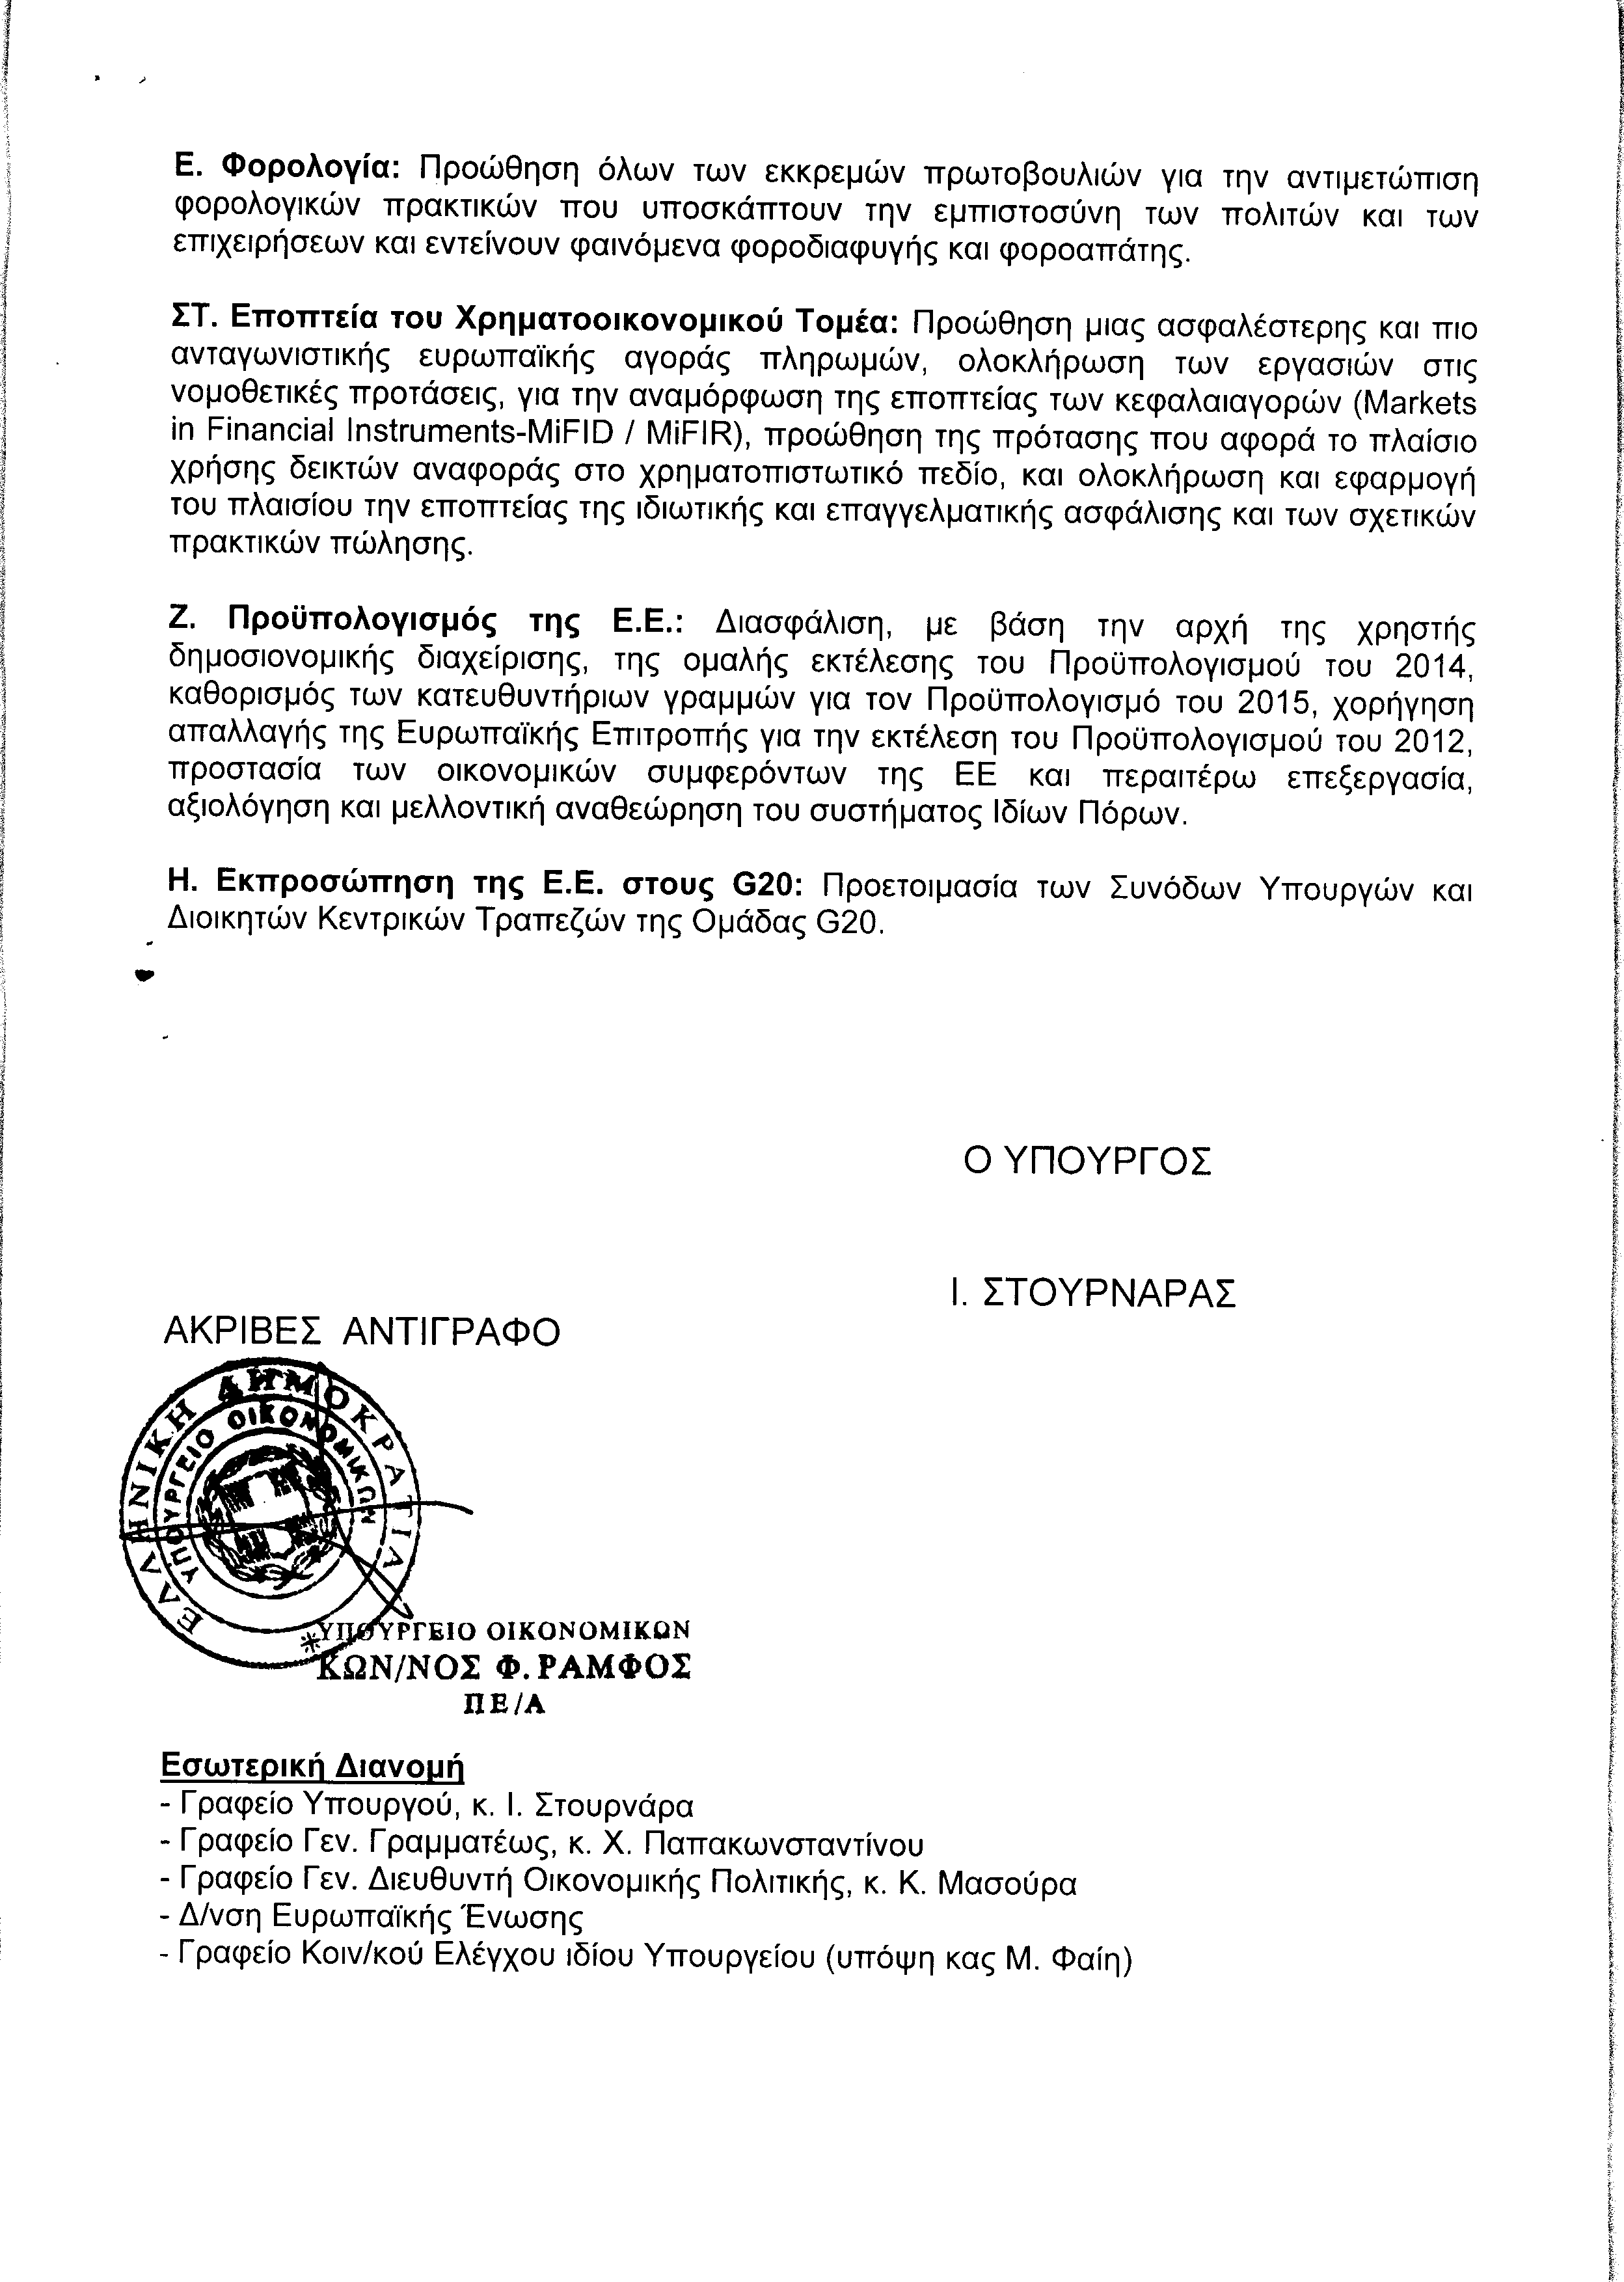 Ε. Φορολογία: Προώθηση όλων των εκκρεμών πρωτοβουλιών για την αντιμετώπιση
φορολογικών πρακτικών που υποσκάπτουν την εμπιστοσύνη των πολιτών και των
επιχειρήσεων και εντείνουν φαινόμενα φοροδιαφυγής και φοροαπάτης.
ΣΤ. Εποπτεία του Χρηματοοικονομικού Τομέα: Προώθηση μιας ασφαλέστερης και πιο
ανταγωνιστικής ευρωπαϊκής αγοράς πληρωμών, ολοκλήρωση των εργασιών στις
νομοθετικές προτάσεις, για την αναμόρφωση της εποπτείας των κεφαλαιαγορών (Markets
in Financial Instruments-MiFID / MiFIR), προώθηση της πρότασης που αφορά το πλαίσιο
χρήσης δεικτών αναφοράς στο χρηματοπιστωτικό πεδίο, και ολοκλήρωση και εφαρμογή
του πλαισίου την εποπτείας της ιδιωτικής και επαγγελματικής ασφάλισης και των σχετικών
πρακτικών πώλησης.
Ζ. Προϋπολογισμός της Ε.Ε.: Διασφάλιση, με βάση την αρχή της χρηστής
δημοσιονομικής διαχείρισης, της ομαλής εκτέλεσης του Προϋπολογισμού του 2014,
καθορισμός των κατευθυντήριων γραμμών για τον Προϋπολογισμό του 2015, χορήγηση
απαλλαγής της Ευρωπαϊκής Επιτροπής για την εκτέλεση του Προϋπολογισμού του 2012,
προστασία των οικονομικών συμφερόντων της ΕΕ και περαιτέρω επεξεργασία,
αξιολόγηση και μελλοντική αναθεώρηση του συστήματος Ιδίων Πόρων.
Η. Εκπροσώπηση της Ε.Ε. στους G20: Προετοιμασία των Συνόδων Υπουργών και
Διοικητών Κεντρικών Τραπεζών της Ομάδας G20.
Ο ΥΠΟΥΡΓΟΣ
Ι. ΣΤΟΥΡΝΑΡΑΣ
ΑΚΡΙΒΕΣ ΑΝΤΙΓΡΑΦΟ
ΕΛΛΗΝΙΚΗ ΔΗΜΟΚΡΑΤΙΑ
ΥΠΟΥΡΓΕΙΟ ΟΙΚΟΝΟΜΙΚΩΝ
ΥΠΟΥΡΓΕΙΟ ΟΙΚΟΝΟΜΙΚΩΝ
ΚΩΝ/ΝΟΣ Φ. ΡΑΜΦΟΣ
ΠΕ/Α
Εσωτερική Διανομή
- Γραφείο Υπουργού, κ. Ι. Στουρνάρα
- Γραφείο Γεν. Γραμματέως, κ. Χ. Παπακωνσταντίνου
- Γραφείο Γεν. Διευθυντή Οικονομικής Πολιτικής, κ. Κ. Μασούρα
- Δ/νση Ευρωπαϊκής Ένωσης
- Γραφείο Κοιν/κού Ελέγχου ιδίου Υπουργείου (υπόψη κας Μ. Φαίη)